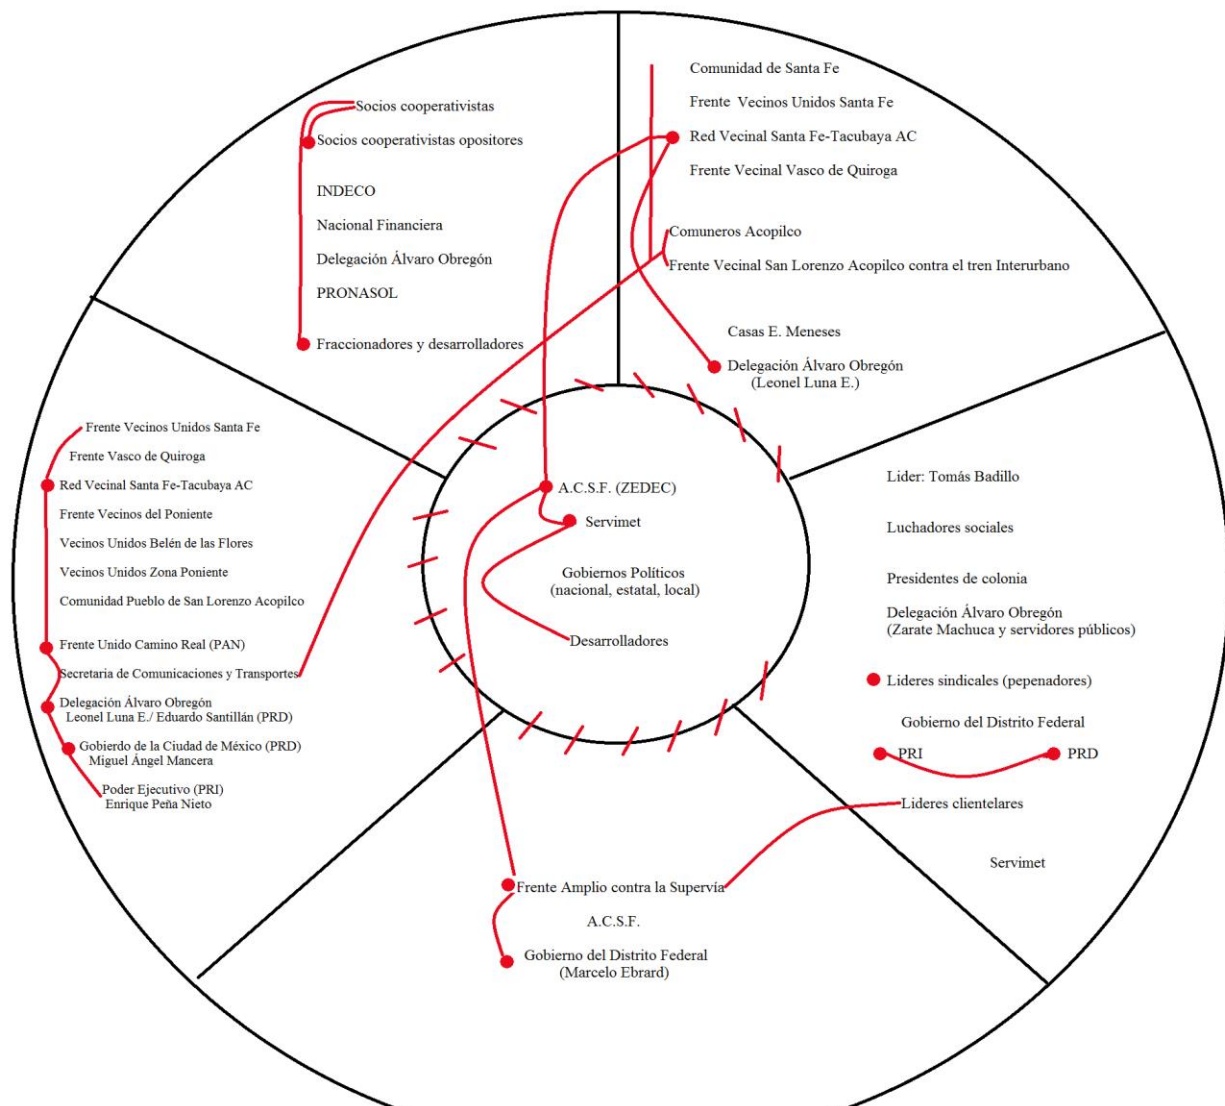 Socios cooperativistas
Socios cooperativistas opositores
INDECO
Nacional Financiera
Delegación Álvaro Obregón
PRONASOL
Fraccionadores y desarrolladores
Comunidad de Santa Fe
Frente Vecinos Unidos Santa Fe
Red Vecinal Santa Fe-Tacubaya AC
Frente Vecinal Vasco de Quiroga
Comuneros Acopilco
Frente Vecinal San Lorenzo Acopilco contra el tren Interurbano
Casas E. Meneses
Delegación Álvaro Obregón
(Leonel Luna E.)
Frente Vecinos Unidos Santa Fe
Frente Vasco de Quiroga
Red Vecinal Santa Fe-Tacubaya AC
Frente Vecinos del Poniente
Vecinos Unidos Belén de las Flores
Vecinos Unidos Zona Poniente
Comunidad Pueblo de San Lorenzo Acopilco
Frente Unido Camino Real (PAN)
Secretaria de Comunicaciones y Transportes
Delegación Álvaro Obregón
Leonel Luna E./ Eduardo Santillán (PRD)
Gobierdo de la Ciudad de México (PRD)
Miguel Ángel Mancera
Poder Ejecutivo (PRI)
Enrique Peña Nieto
A.C.S.F. (ZEDEC)
Servimet
Gobiernos Políticos
(nacional, estatal, local)
Desarrolladores
Lider: Tomás Badillo
Luchadores sociales
Presidentes de colonia
Delegación Álvaro Obregón
(Zarate Machuca y servidores públicos)
Lideres sindicales (pepenadores)
Gobierno del Distrito Federal
PRI PRD
Lideres clientelares
Servimet
Frente Amplio contra la Supervía
A.C.S.F.
Gobierno del Distrito Federal
(Marcelo Ebrard)